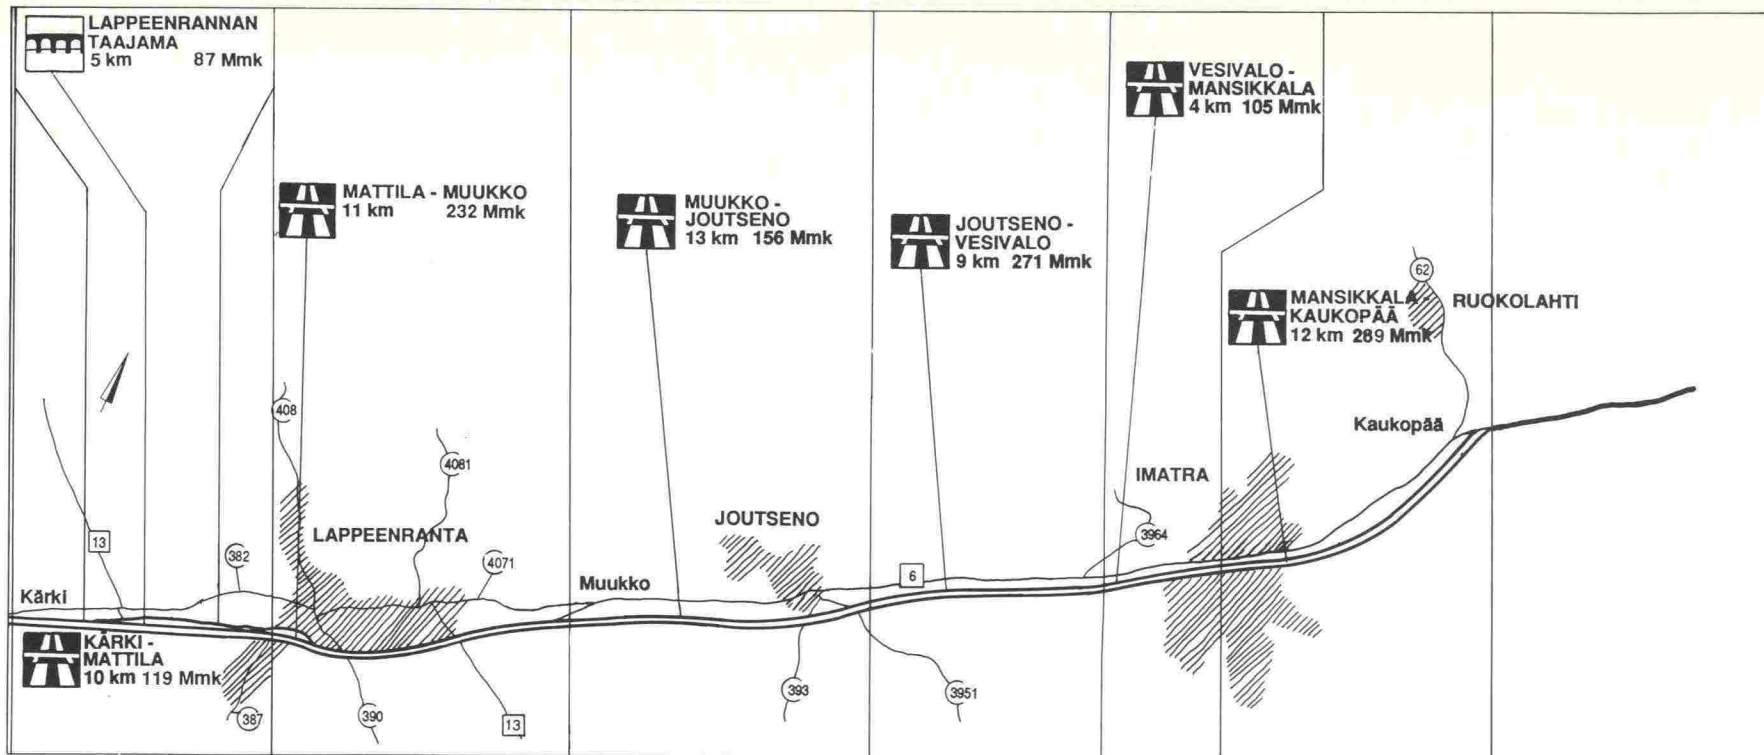 LAPPEENRANNAN
TAAJAMA
5 km 87 Mmk
VESIVALO -
MANSIKKALA
4 km 105 Mmk
MATTILA - MUUKKO
11 km 232 Mmk
MUUKKO -
JOUTSENO
13 km 156 Mmk
JOUTSENO -
VESIVALO
9 km 271 Mmk
62
MANSIKKALA -
KAUKOPÄÄ
12 km 289 Mmk
RUOKOLAHTI
408
Kaukopää
4081
IMATRA
JOUTSENO
LAPPEENRANTA
13
3964
382
4071
6
Muukko
Kärki
KÄRKI -
MATTILA
10 km 119 Mmk
393
3951
387
390
13